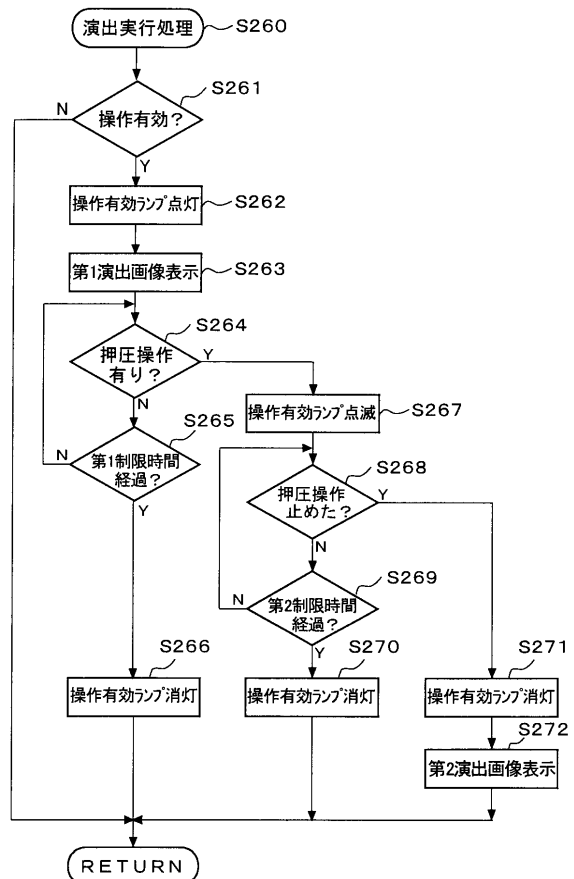 演出実行処理
S260
S261
N
操作有効?
Y
操作有効ランプ点灯
S262
第1演出画像表示
S263
S264
押圧操作
有り?
Y
N
操作有効ランプ点滅
S267
S265
第1制限時間
経過?
N
Y
S268
押圧操作
止めた?
Y
N
S269
第2制限時間
経過?
N
Y
S266
操作有効ランプ消灯
S270
操作有効ランプ消灯
S271
操作有効ランプ消灯
S272
第2演出画像表示
RETURN